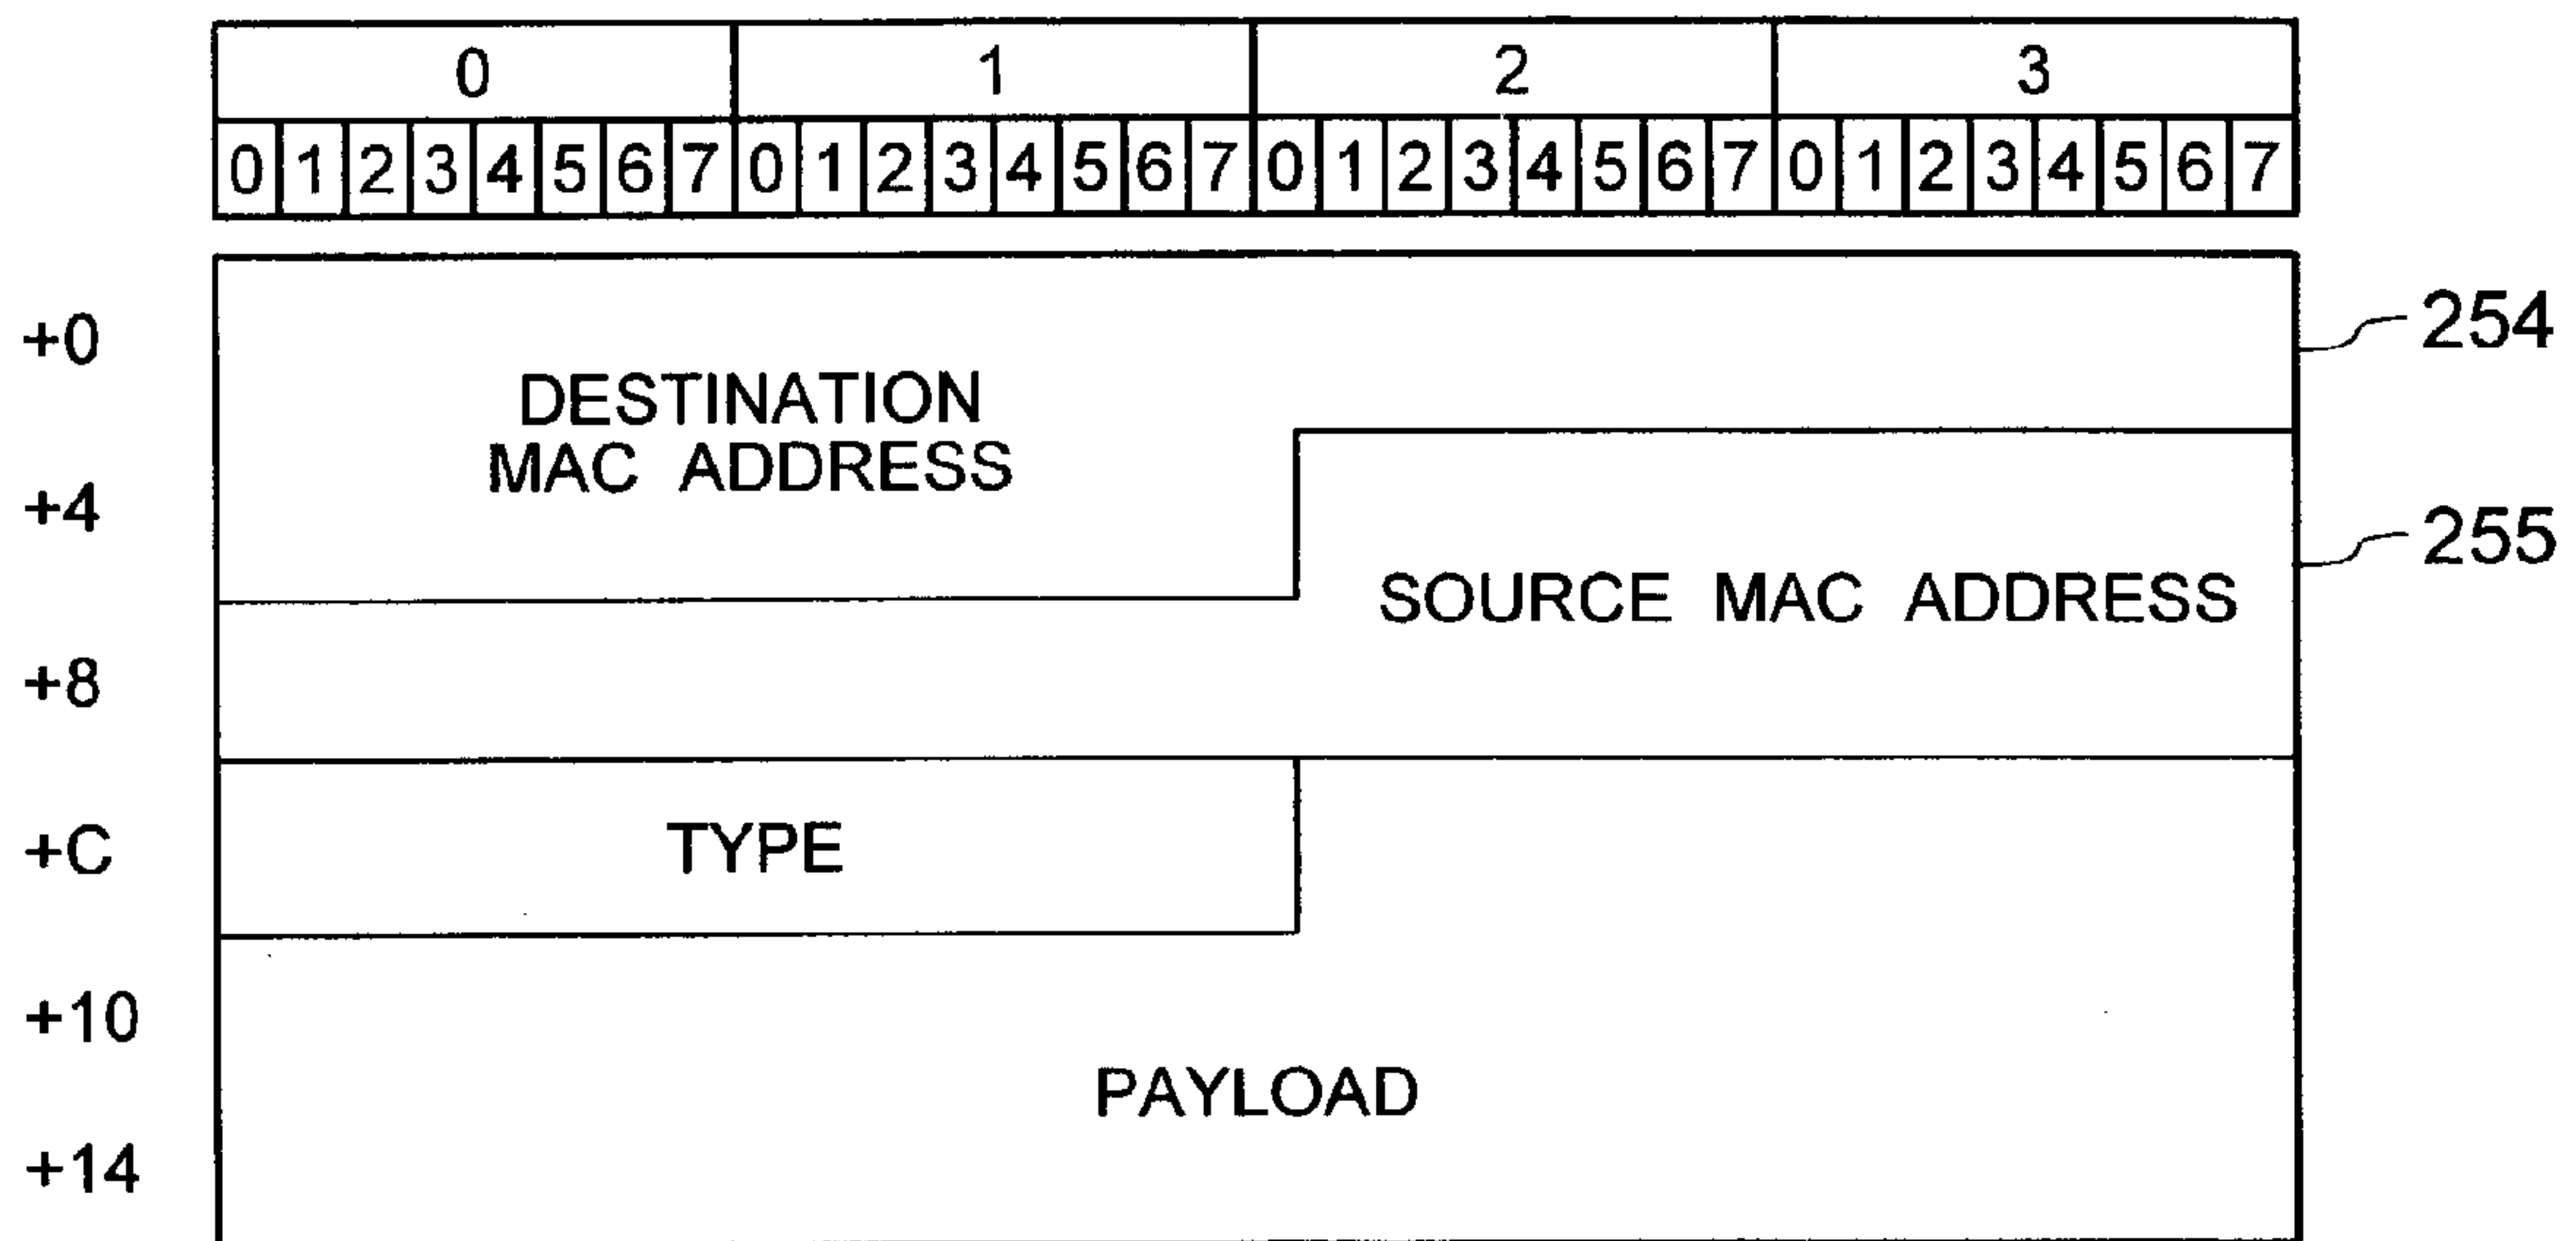 0 1 2 3
0 1 2 3 4 5 6 7 0 1 2 3 4 5 6 7 0 1 2 3 4 5 6 7 0 1 2 3 4 5 6 7
+0
254
DESTINATION
MAC ADDRESS
+4
255
SOURCE MAC ADDRESS
+8
+C
TYPE
+10
PAYLOAD
+14